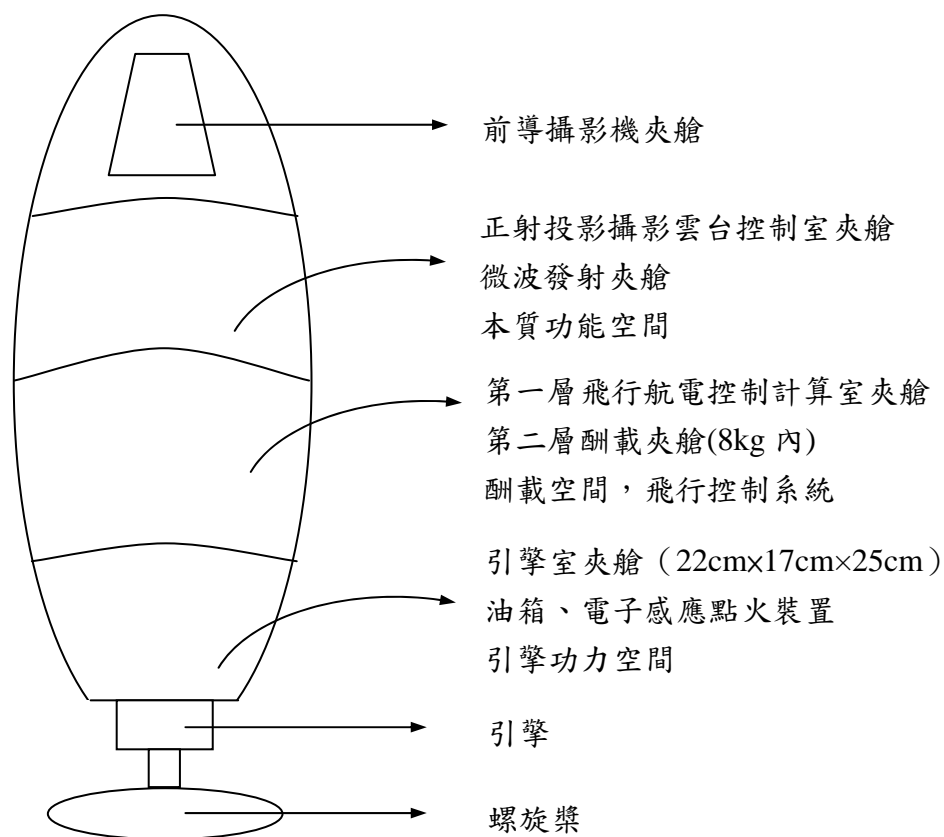 前導攝影機夾艙
正射投影攝影雲台控制室夾艙
微波發射夾艙
本質功能空間
第一層飛行航電控制計算室夾艙
第二層酬載夾艙(8kg 內)
酬載空間，飛行控制系統
引擎室夾艙（22cm×17cm×25cm）
油箱、電子感應點火裝置
引擎功力空間
引擎
螺旋槳